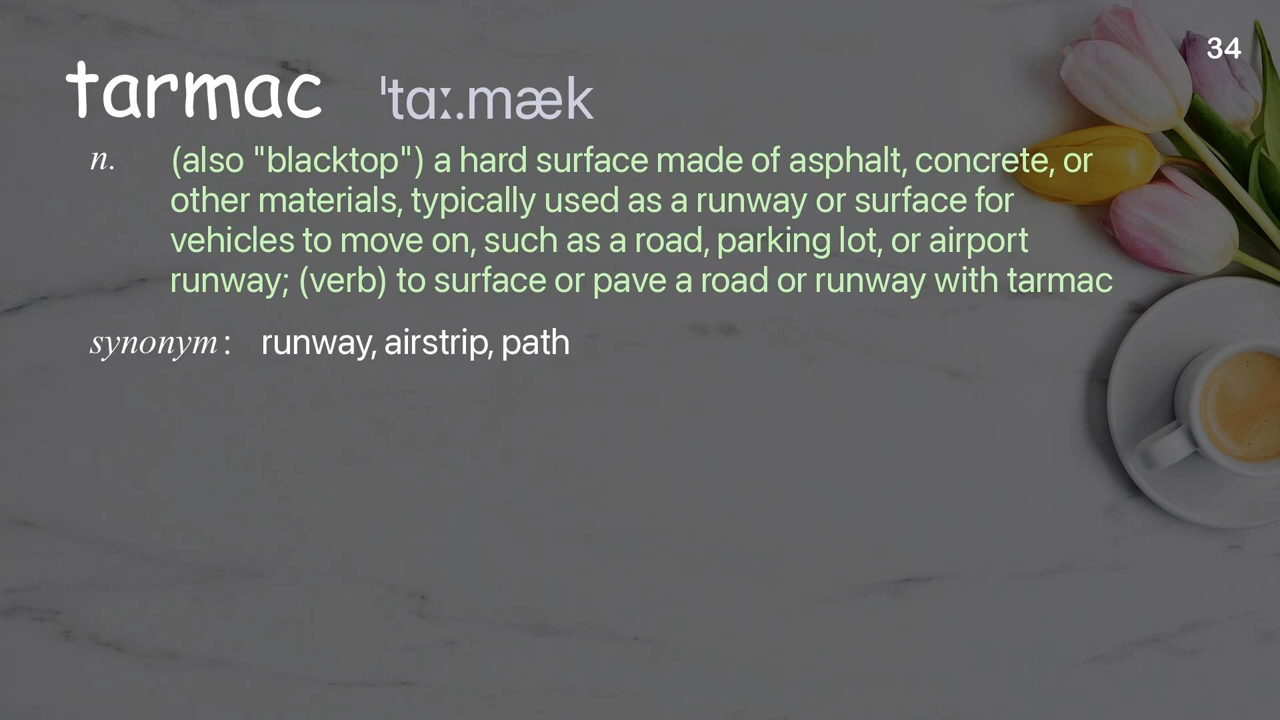 34
tarmac ˈtɑː.mæk
n. (also "blacktop") a hard surface made of asphalt, concrete, or
other materials, typically used as a runway or surface for
vehicles to move on, such as a road, parking lot, or airport
runway; (verb) to surface or pave a road or runway with tarmac
synonym: runway, airstrip, path